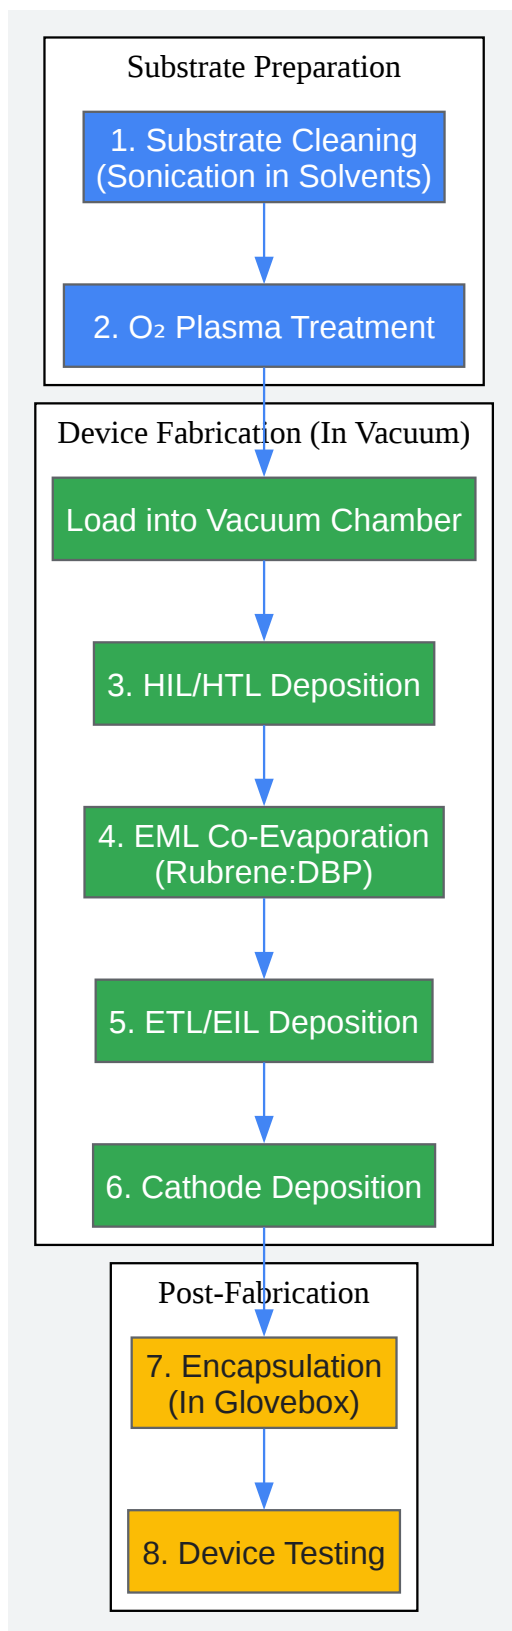 Substrate Preparation
1. Substrate Cleaning
(Sonication in Solvents)
2. O₂ Plasma Treatment
Device Fabrication (In Vacuum)
Load into Vacuum Chamber
3. HIL/HTL Deposition
4. EML Co-Evaporation
(Rubrene:DBP)
5. ETL/EIL Deposition
6. Cathode Deposition
Post-Fabrication
7. Encapsulation
(In Glovebox)
8. Device Testing